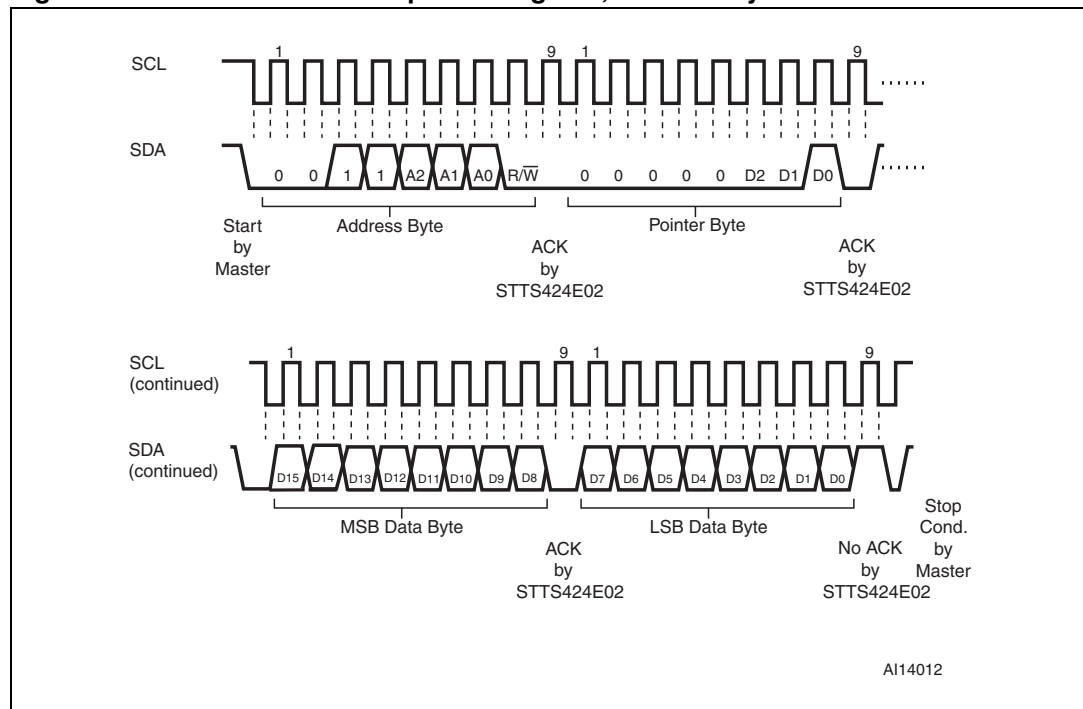 1 9 1 9
SCL
SDA
0 0 1 1 A2 A1 A0 R/W 0 0 0 0 0 D2 D1 D0
Address Byte
Pointer Byte
Start
by
Master
ACK
by
STTS424E02
ACK
by
STTS424E02
1 9 1 9
SCL
(continued)
SDA
(continued)
D15 D14 D13 D12 D11 D10 D9 D8 D7 D6 D5 D4 D3 D2 D1 D0
MSB Data Byte
LSB Data Byte
ACK
by
STTS424E02
No ACK
by
STTS424E02
Stop
Cond.
by
Master
AI14012